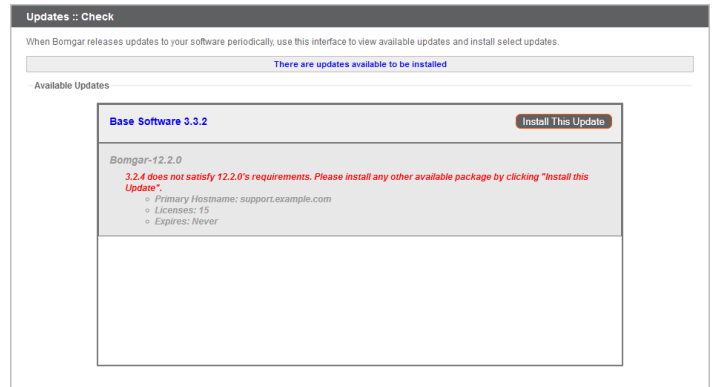 Updates :: Check
When Bomgar releases updates to your software periodically, use this interface to view available updates and install select updates.
There are updates available to be installed
Available Updates
Base Software 3.3.2
Install This Update
Bomgar-12.2.0
3.2.4 does not satisfy 12.2.0's requirements. Please install any other available package by clicking "Install this
Update".
Primary Hostname: support.example.com
Licenses: 15
Expires: Never